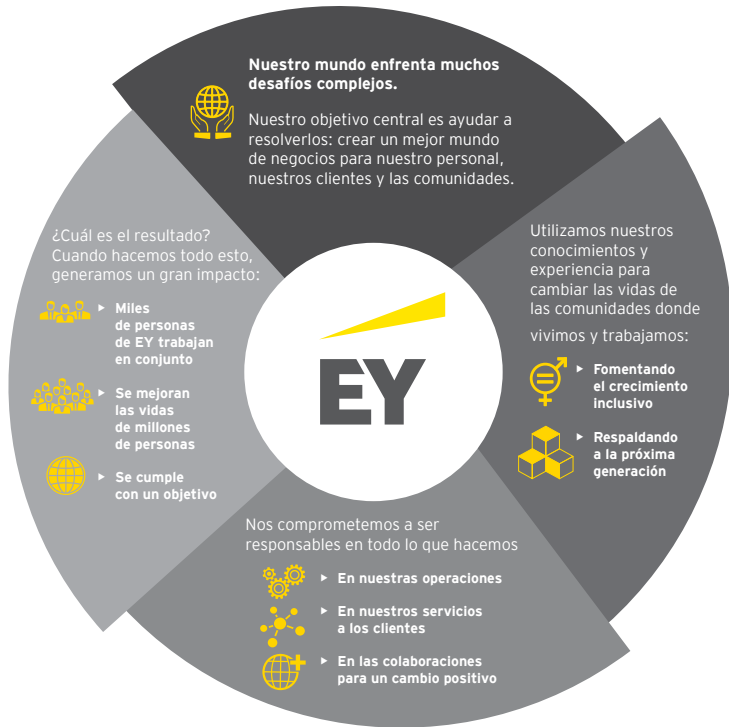 Nuestro mundo enfrenta muchos
desafíos complejos.
Nuestro objetivo central es ayudar a
resolverlos: crear un mejor mundo
de negocios para nuestro personal,
nuestros clientes y las comunidades.
Utilizamos nuestros
conocimientos y
experiencia para
cambiar las vidas de
las comunidades donde
vivimos y trabajamos:
▸ Fomentando
el crecimiento
inclusivo
▸ Respaldando
a la próxima
generación
Nos comprometemos a ser
responsables en todo lo que hacemos
▸ En nuestras operaciones
▸ En nuestros servicios
a los clientes
▸ En las colaboraciones
para un cambio positivo
¿Cuál es el resultado?
Cuando hacemos todo esto,
generamos un gran impacto:
▸ Miles
de personas
de EY trabajan
en conjunto
▸ Se mejoran
las vidas
de millones
de personas
▸ Se cumple
con un objetivo
EY